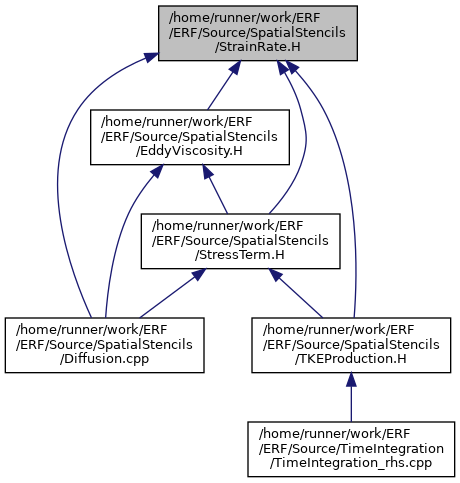 /home/runner/work/ERF
/ERF/Source/SpatialStencils
/StrainRate.H
/home/runner/work/ERF
/ERF/Source/SpatialStencils
/EddyViscosity.H
/home/runner/work/ERF
/ERF/Source/SpatialStencils
/StressTerm.H
/home/runner/work/ERF
/ERF/Source/SpatialStencils
/Diffusion.cpp
/home/runner/work/ERF
/ERF/Source/SpatialStencils
/TKEProduction.H
/home/runner/work/ERF
/ERF/Source/TimeIntegration
/TimeIntegration_rhs.cpp